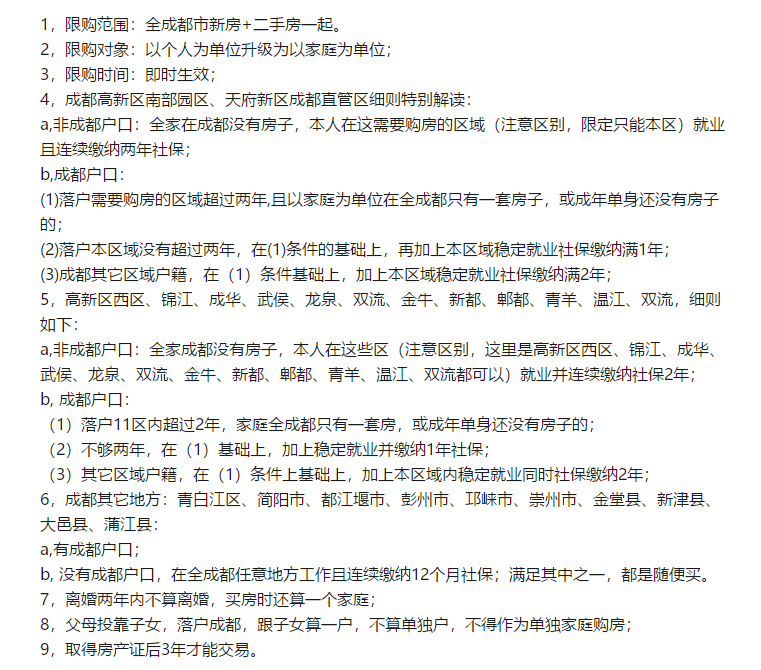 1，限购范围：全成都市新房+二手房一起。
2，限购对象：以个人为单位升级为以家庭为单位；
3，限购时间：即时生效；
4，成都高新区南部园区、天府新区成都直管区细则特别解读：
a,非成都户口：全家在成都没有房子，本人在这需要购房的区域（注意区别，限定只能本区）就业
且连续缴纳两年社保；
b,成都户口：
(1)落户需要购房的区域超过两年,且以家庭为单位在全成都只有一套房子，或成年单身还没有房子
的；
(2)落户本区域没有超过两年，在(1)条件的基础上，再加上本区域稳定就业社保缴纳满1年；
(3)成都其它区域户籍，在（1）条件基础上，加上本区域稳定就业社保缴纳满2年；
5，高新区西区、锦江、成华、武侯、龙泉、双流、金牛、新都、郫都、青羊、温江、双流，细则
如下：
a,非成都户口：全家成都没有房子，本人在这些区（注意区别，这里是高新区西区、锦江、成华、
武侯、龙泉、双流、金牛、新都、郫都、青羊、温江、双流都可以）就业并连续缴纳社保2年；
b, 成都户口：
（1）落户11区内超过2年，家庭全成都只有一套房，或成年单身还没有房子的；
（2）不够两年，在（1）基础上，加上稳定就业并缴纳1年社保；
（3）其它区域户籍，在（1）条件上基础上，加上本区域内稳定就业同时社保缴纳2年；
6，成都其它地方：青白江区、简阳市、都江堰市、彭州市、邛崃市、崇州市、金堂县、新津县、
大邑县、蒲江县：
a,有成都户口；
b, 没有成都户口，在全成都任意地方工作且连续缴纳12个月社保；满足其中之一，都是随便买。
7，离婚两年内不算离婚，买房时还算一个家庭；
8，父母投靠子女，落户成都，跟子女算一户，不算单独户，不得作为单独家庭购房；
9，取得房产证后3年才能交易。